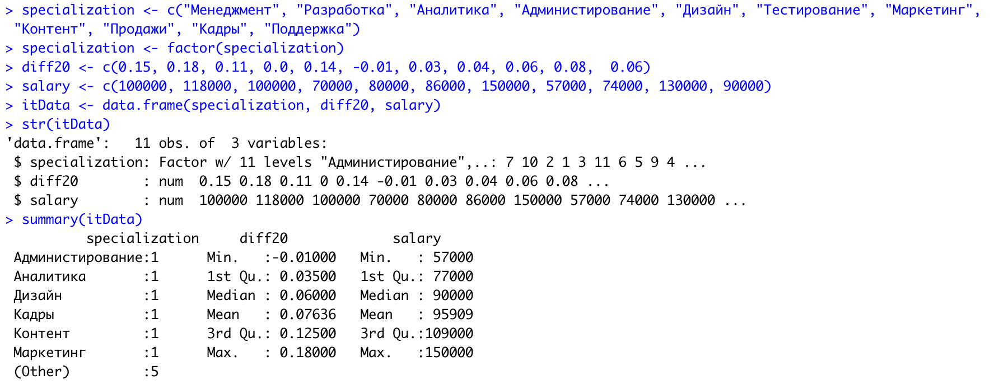 > specialization <- c("Менеджмент", "Разработка", "Аналитика", "Администирование", "Дизайн", "Тестирование", "Маркетинг",
"Контент", "Продажи", "Кадры", "Поддержка")
> specialization <- factor(specialization)
> diff20 <- c(0.15, 0.18, 0.11, 0.0, 0.14, -0.01, 0.03, 0.04, 0.06, 0.08,  0.06)
> salary <- c(100000, 118000, 100000, 70000, 80000, 86000, 150000, 57000, 74000, 130000, 90000)
> itData <- data.frame(specialization, diff20, salary)
> str(itData)
'data.frame':   11 obs. of  3 variables:
 $ specialization: Factor w/ 11 levels "Администирование",..: 7 10 2 1 3 11 6 5 9 4 ...
 $ diff20        : num  0.15 0.18 0.11 0 0.14 -0.01 0.03 0.04 0.06 0.08 ...
 $ salary        : num  100000 118000 100000 70000 80000 86000 150000 57000 74000 130000 ...
> summary(itData)
          specialization     diff20             salary
 Администирование:1      Min.   :-0.01000   Min.   : 57000
 Аналитика       :1      1st Qu.: 0.03500   1st Qu.: 77000
 Дизайн          :1      Median : 0.06000   Median : 90000
 Кадры           :1      Mean   : 0.07636   Mean   : 95909
 Контент         :1      3rd Qu.: 0.12500   3rd Qu.:109000
 Маркетинг       :1      Max.   : 0.18000   Max.   :150000
 (Other)         :5